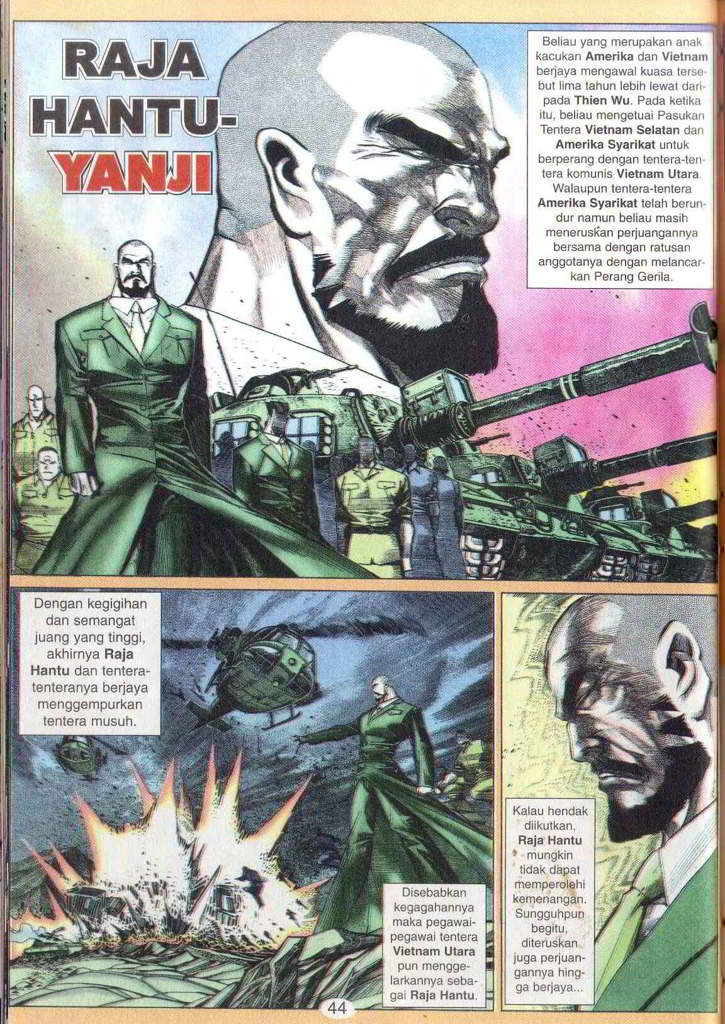 RAJA
HANTU-
YANJI
Beliau yang merupakan anak
kacukan Amerika dan Vietnam
berjaya mengawal kuasa terse-
but lima tahun lebih lewat dari-
pada Thien Wu. Pada ketika
itu, beliau mengetuai Pasukan
Tentera Vietnam Selatan dan
Amerika Syarikat untuk
berperang dengan tentera-ten-
tera komunis Vietnam Utara.
Walaupun tentera-tentera
Amerika Syarikat telah berun-
dur namun beliau masih
meneruskan perjuangannya
bersama dengan ratusan
anggotanya dengan melancar-
kan Perang Gerila.
Dengan kegigihan
dan semangat
juang yang tinggi,
akhirnya Raja
Hantu dan tentera-
tenteranya berjaya
menggempurkan
tentera musuh.
Disebabkan
kegagahannya
maka pegawai-
pegawai tentera
Vietnam Utara
pun mengge-
larkannya seba-
gai Raja Hantu.
Kalau hendak
diikutkan,
Raja Hantu
mungkin
tidak dapat
memperolehi
kemenangan.
Sungguhpun
begitu,
diteruskan
juga perjuan-
gannya hing-
ga berjaya...
44